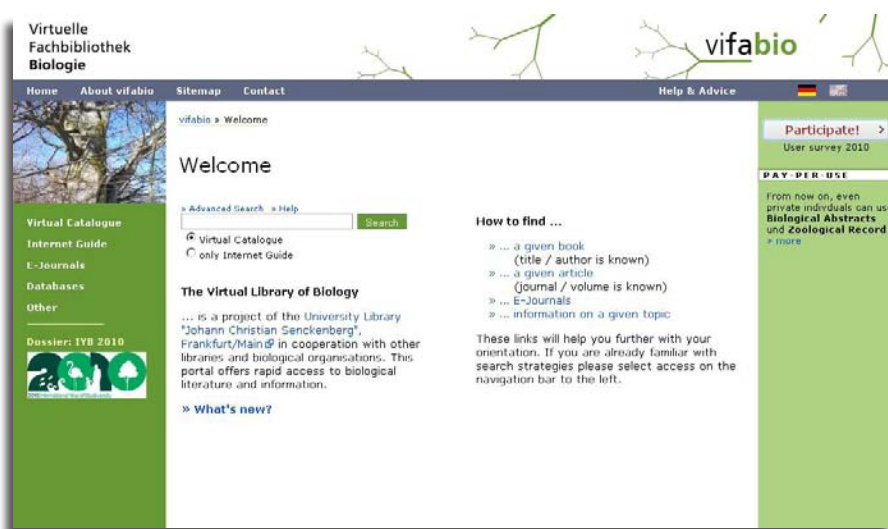 Virtuelle
Fachbibliothek
Biologie
vifabio
Home About vifabio Sitemap Contact Help & Advice
vifabio » Welcome
Welcome
» Advanced Search » Help
Search
Virtual Catalogue
only Internet Guide
The Virtual Library of Biology
... is a project of the University Library
"Johann Christian Senckenberg",
Frankfurt/Main in cooperation with other
libraries and biological organisations. This
portal offers rapid access to biological
literature and information.
» What's new?
How to find ...
» ... a given book
(title / author is known)
» ... a given article
(journal / volume is known)
» ... E-Journals
» ... information on a given topic
These links will help you further with your
orientation. If you are already familiar with
search strategies please select access on the
navigation bar to the left.
Virtual Catalogue
Internet Guide
E-Journals
Databases
Other
Dossier: IYB 2010
2010
2010 International Year of Biodiversity
Participate! >
User survey 2010
PAY-PER-USE
From now on, even
private indivduals can use
Biological Abstracts
und Zoological Record
» more